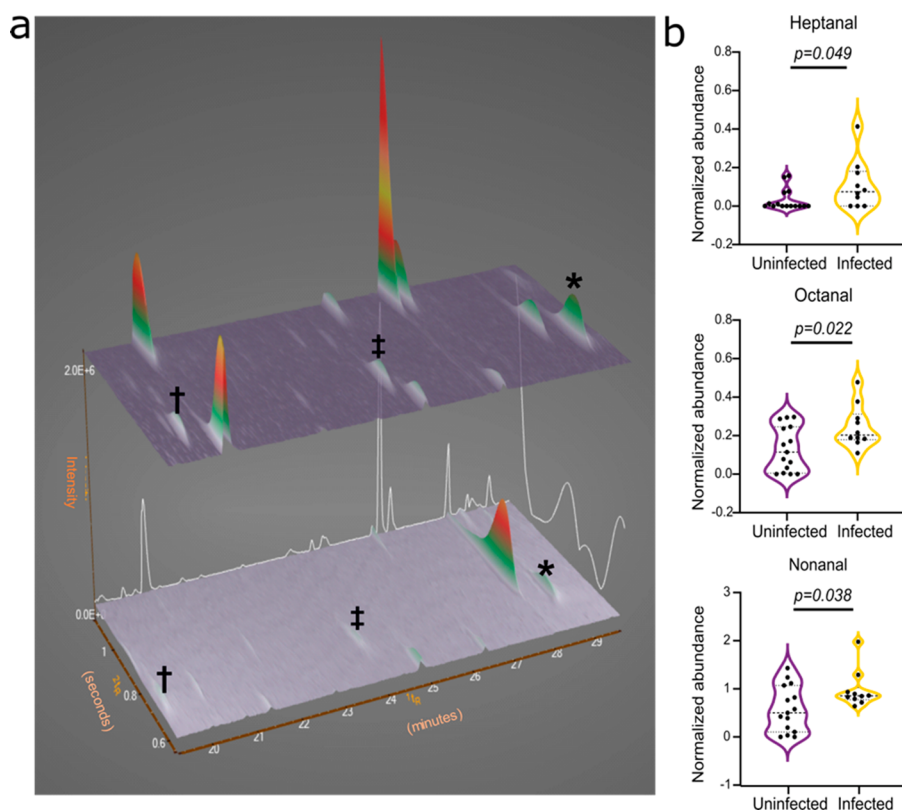 a
†
‡
*
2.0E+6
Intensity
0.0E+
†
‡
*
1
0.8
0.6
(seconds)
20
21
22
23
24
25
26
27
28
29
(minutes)
b
Heptanal
p=0.049
Normalized abundance
0.8
0.6
0.4
0.2
0.0
-0.2
Uninfected Infected
Octanal
p=0.022
Normalized abundance
0.8
0.6
0.4
0.2
0.0
-0.2
Uninfected Infected
Nonanal
p=0.038
Normalized abundance
3
2
1
0
-1
Uninfected Infected